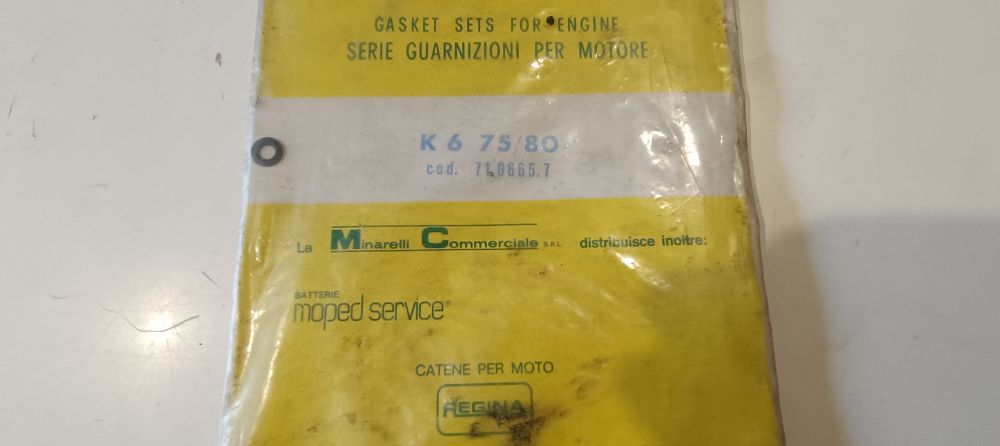 GASKET SETS FOR ENGINE
SERIE GUARNIZIONI PER MOTORE
K 6 75/80
cod. 71.0665.7
La Minarelli Commerciale S.R.L. distribuisce inoltre:
BATTERIE
moped service®
CATENE PER MOTO
REGINA